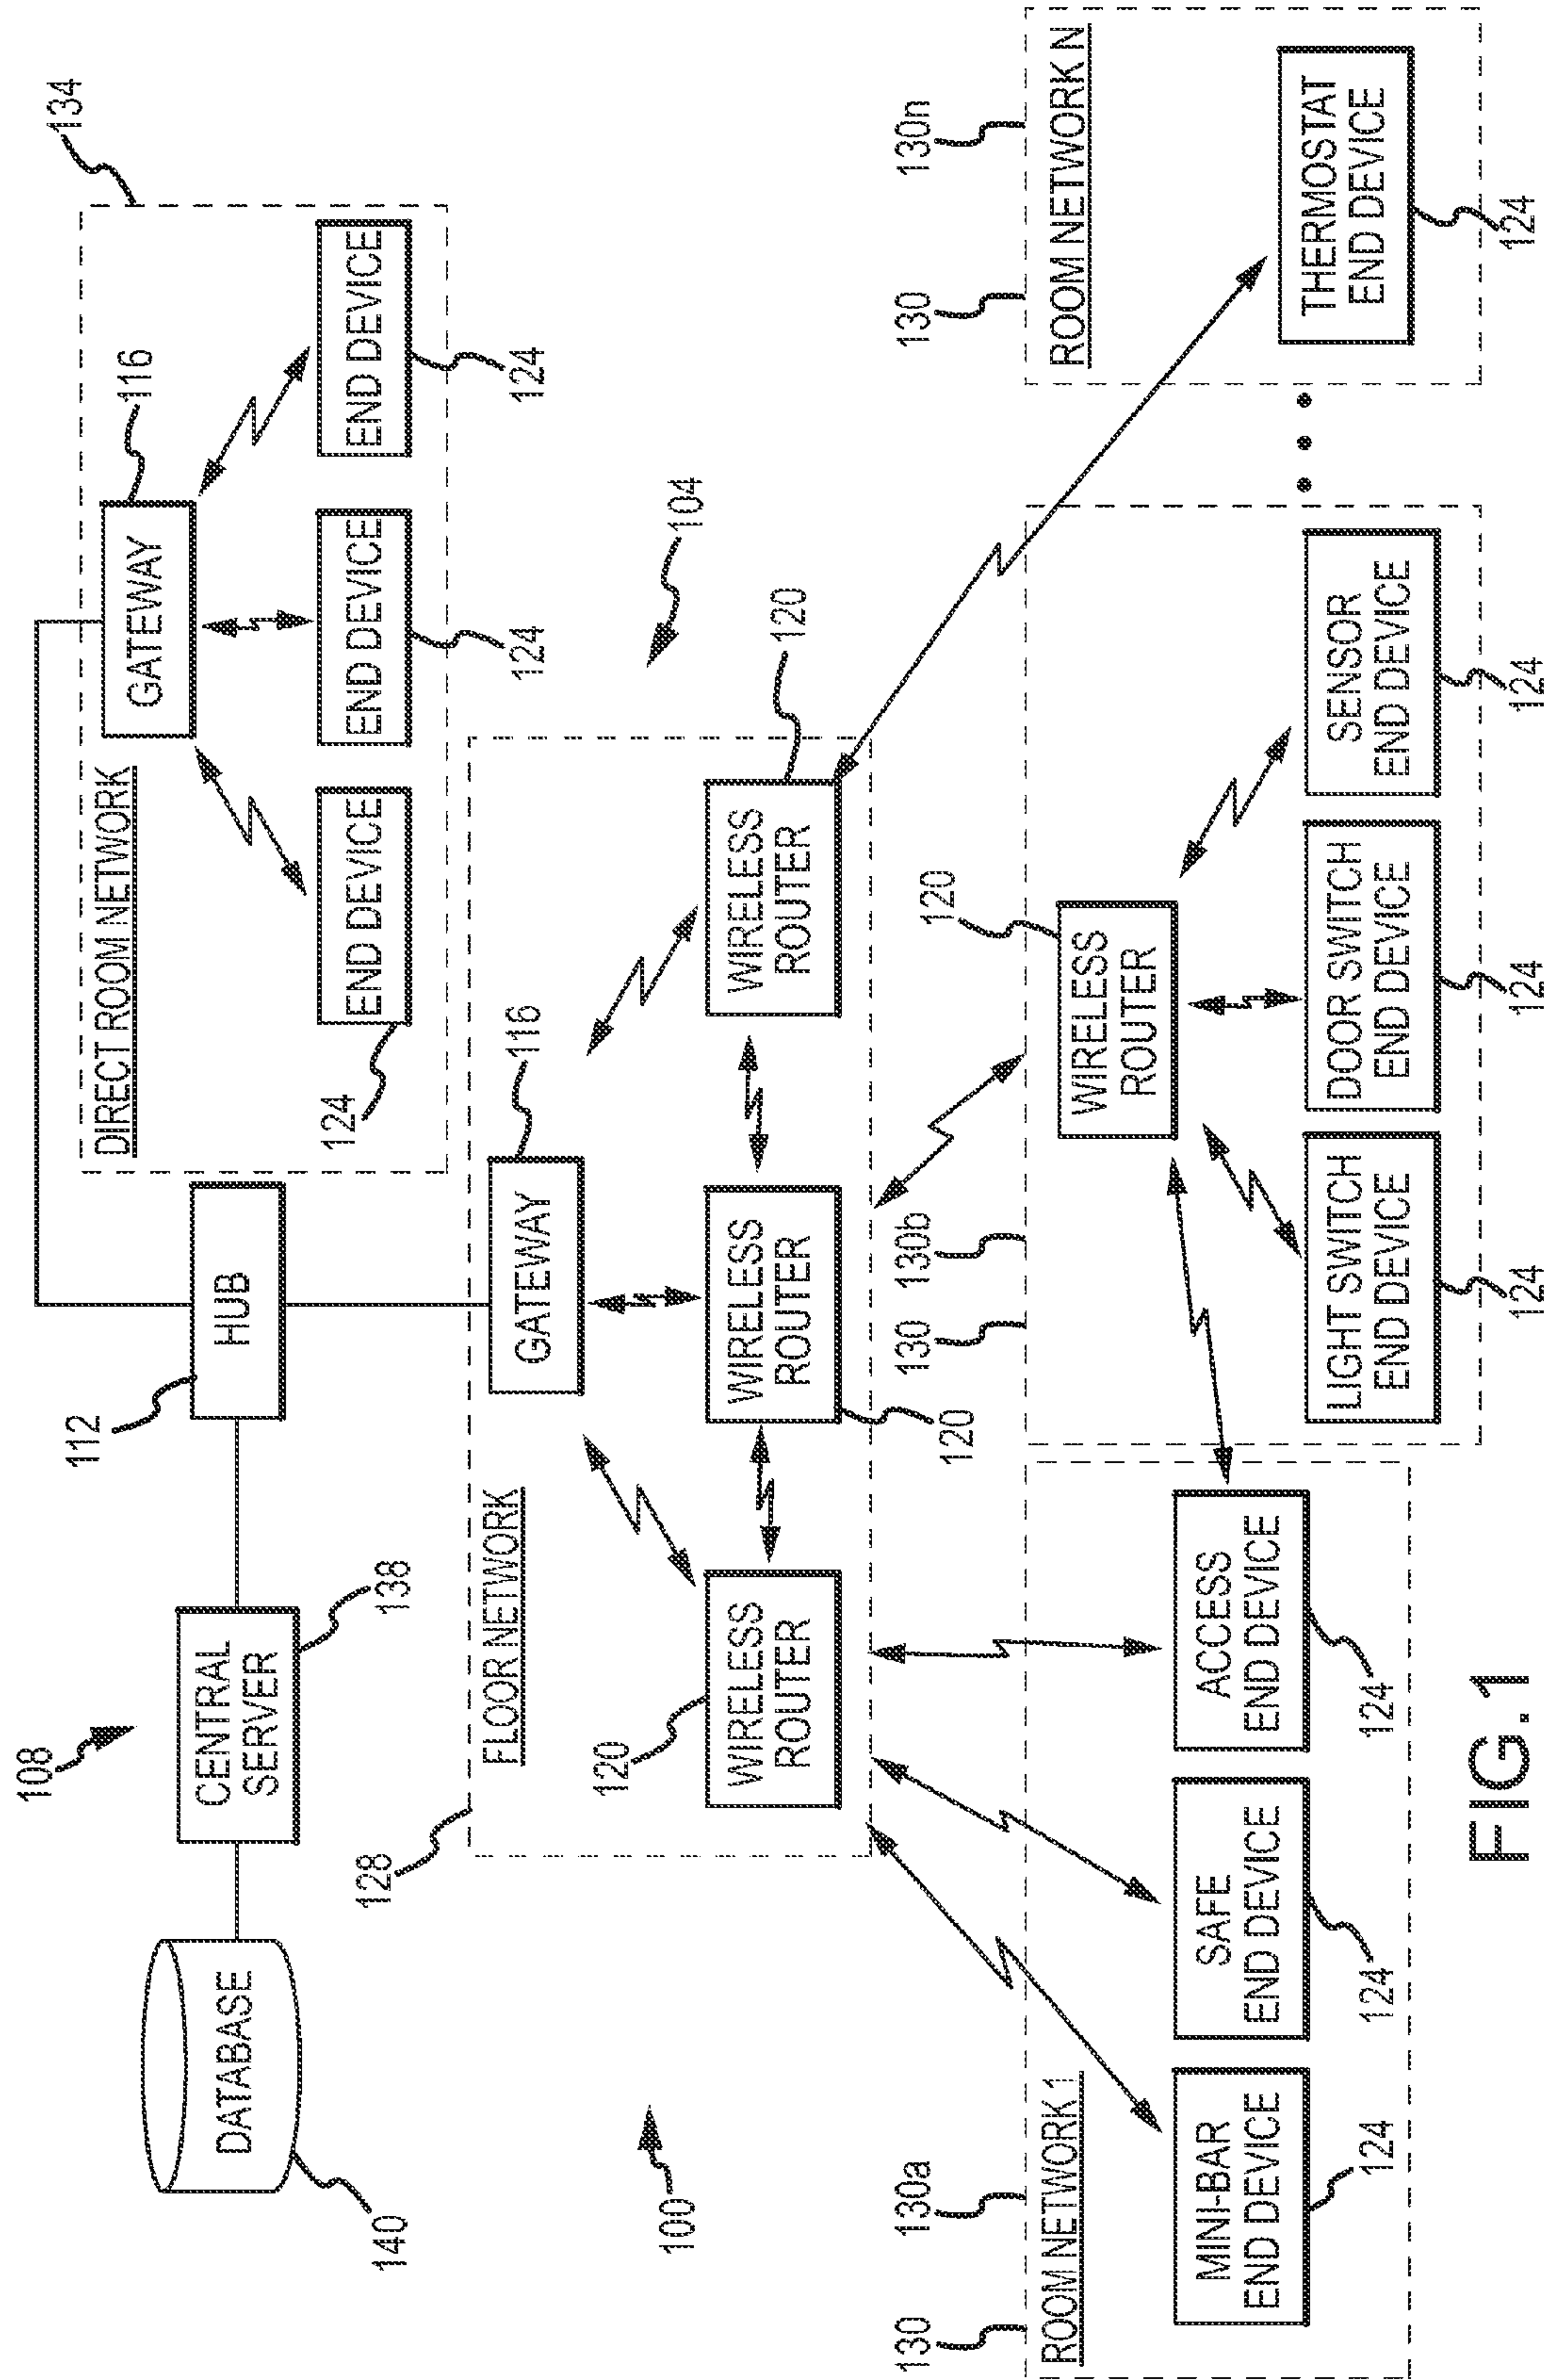 108
DATABASE
140
CENTRAL
SERVER
138
112
HUB
134
DIRECT ROOM NETWORK
GATEWAY
116
END DEVICE
124
END DEVICE
124
END DEVICE
124
100
104
128
FLOOR NETWORK
GATEWAY
116
WIRELESS
ROUTER
120
WIRELESS
ROUTER
120
WIRELESS
ROUTER
120
130
130a
ROOM NETWORK 1
MINI-BAR
END DEVICE
124
SAFE
END DEVICE
124
ACCESS
END DEVICE
124
130
130b
WIRELESS
ROUTER
120
LIGHT SWITCH
END DEVICE
124
DOOR SWITCH
END DEVICE
124
SENSOR
END DEVICE
124
130
130n
ROOM NETWORK N
THERMOSTAT
END DEVICE
124
FIG. 1